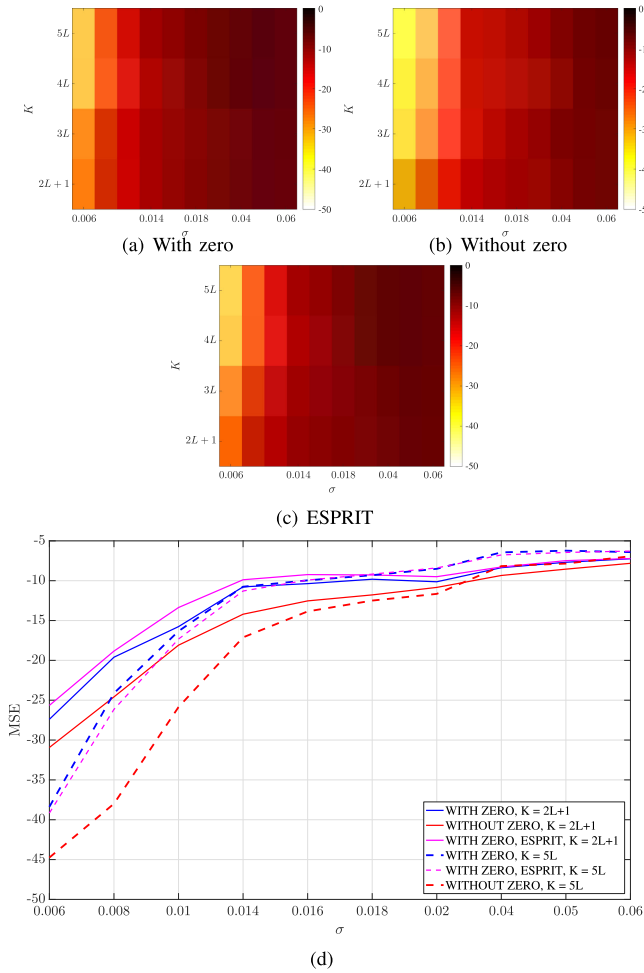 5L
4L
K
3L
2L + 1
0.006 0.014 0.018 0.04 0.06
σ
0
-10
-20
-30
-40
-50
(a) With zero
5L
4L
K
3L
2L + 1
0.006 0.014 0.018 0.04 0.06
σ
-50
(b) Without zero
5L
4L
K
3L
2L + 1
0.006 0.014 0.018 0.04 0.06
σ
0
-10
-20
-30
-40
-50
(c) ESPRIT
-5
-10
-15
-20
-25
-30
-35
-40
-45
-50
MSE
WITH ZERO, K = 2L+1
WITHOUT ZERO, K = 2L+1
WITH ZERO, ESPRIT, K = 2L+1
WITH ZERO, K = 5L
WITH ZERO, ESPRIT, K = 5L
WITHOUT ZERO, K = 5L
0.006 0.008 0.01 0.014 0.016 0.018 0.02 0.04 0.05 0.06
σ
(d)